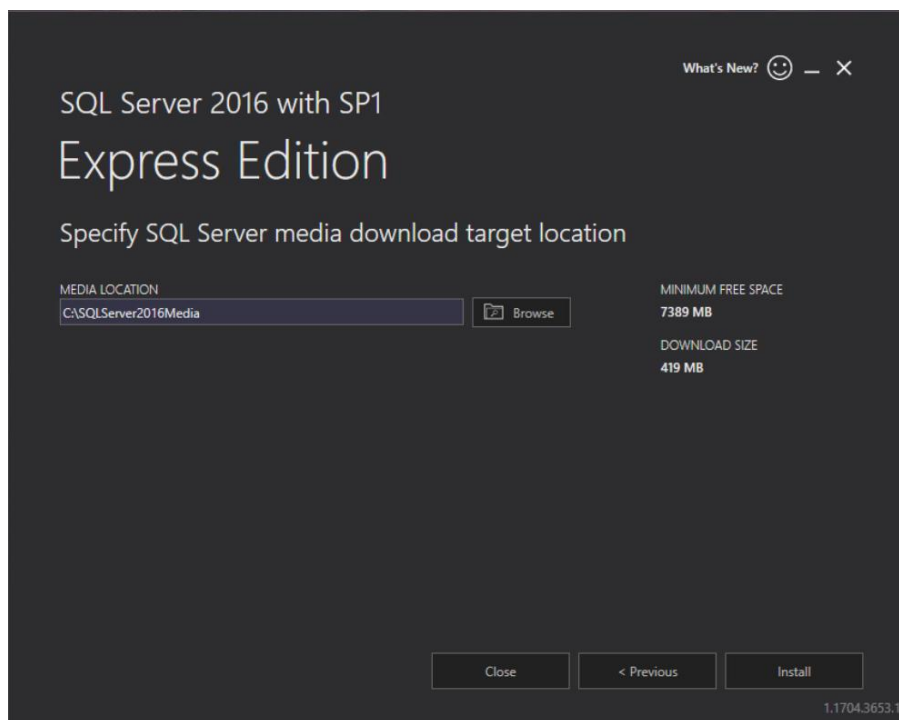 What's New?
SQL Server 2016 with SP1
Express Edition
Specify SQL Server media download target location
MEDIA LOCATION
C:\SQLServer2016Media
Browse
MINIMUM FREE SPACE
7389 MB
DOWNLOAD SIZE
419 MB
Close
< Previous
Install
1.1704.3653.1